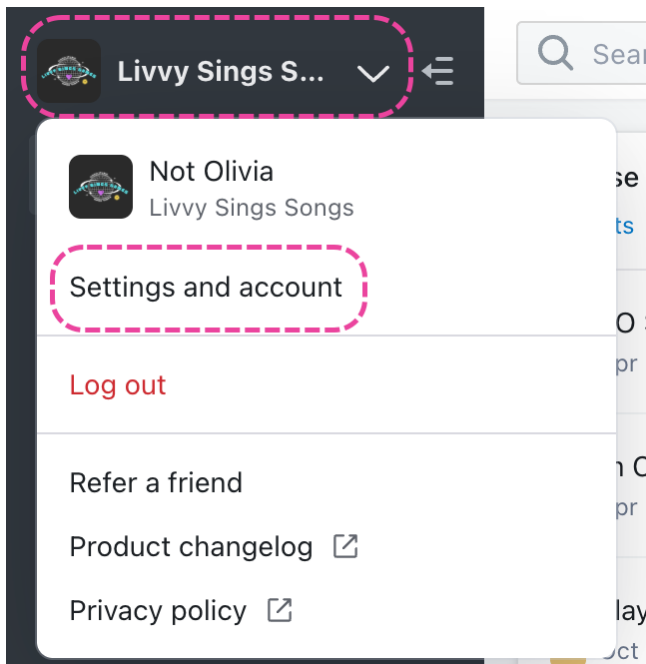 Livvy Sings S...
Not Olivia
Livvy Sings Songs
Settings and account
Log out
Refer a friend
Product changelog
Privacy policy